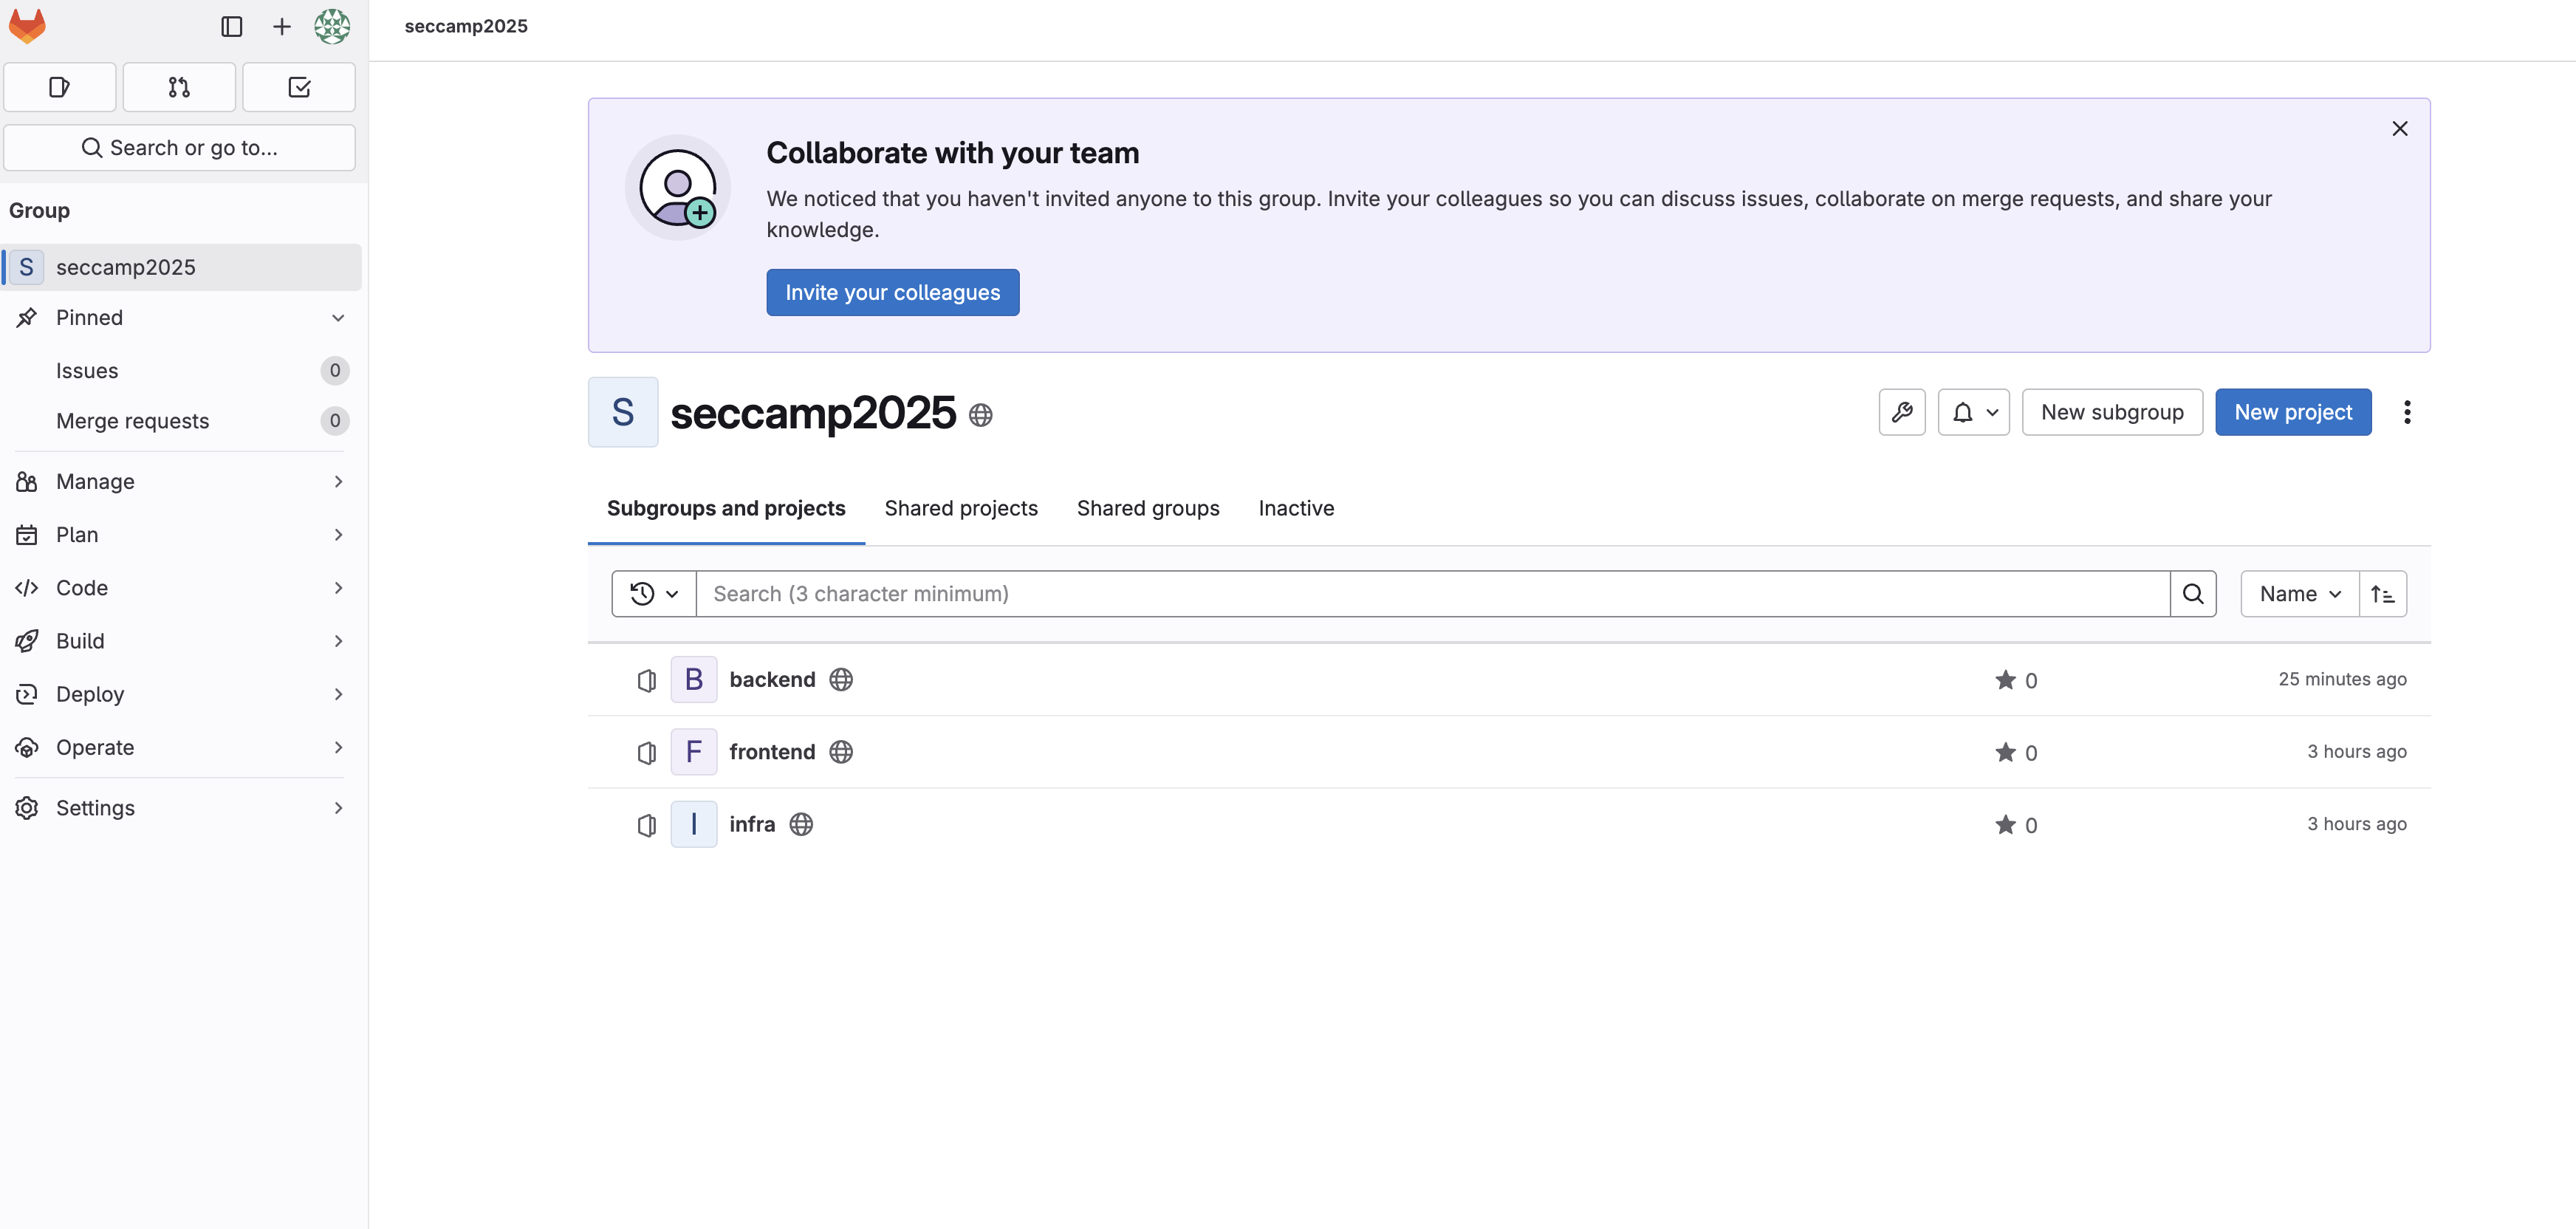 seccamp2025
Search or go to...
Group
S seccamp2025
Pinned
Issues 0
Merge requests 0
Manage
Plan
Code
Build
Deploy
Operate
Settings
Collaborate with your team
We noticed that you haven't invited anyone to this group. Invite your colleagues so you can discuss issues, collaborate on merge requests, and share your
knowledge.
Invite your colleagues
S seccamp2025
New subgroup
New project
Subgroups and projects Shared projects Shared groups Inactive
Search (3 character minimum)
Name
B backend 0 25 minutes ago
F frontend 0 3 hours ago
I infra 0 3 hours ago